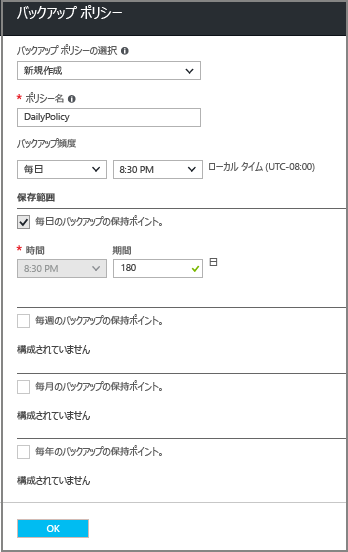 バックアップ ポリシー
バックアップ ポリシーの選択
新規作成
* ポリシー名
DailyPolicy
バックアップ頻度
毎日 8:30 PM ローカル タイム (UTC-08:00)
保存範囲
毎日のバックアップの保持ポイント。
* 時間 期間
8:30 PM 180 日
毎週のバックアップの保持ポイント。
構成されていません
毎月のバックアップの保持ポイント。
構成されていません
毎年のバックアップの保持ポイント。
構成されていません
OK